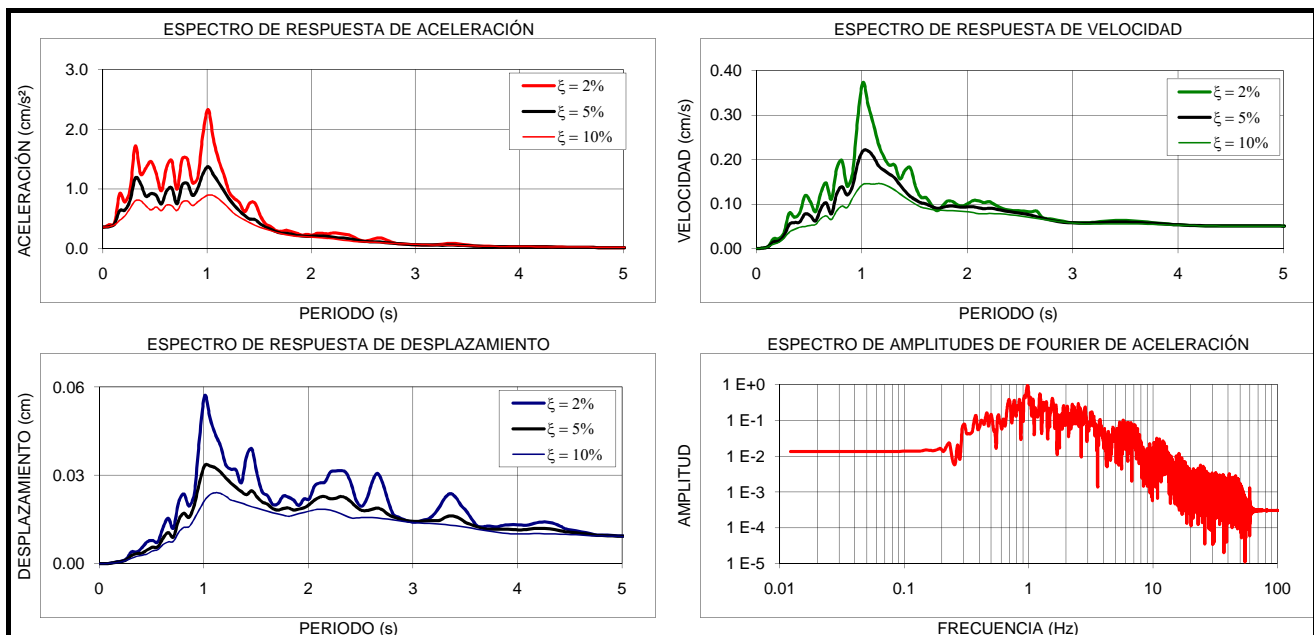 ESPECTRO DE RESPUESTA DE ACELERACIÓN
ACELERACIÓN (cm/s²)
3.0
2.0
1.0
0.0
ξ = 2%
ξ = 5%
ξ = 10%
0 1 2 3 4 5
PERIODO (s)
ESPECTRO DE RESPUESTA DE VELOCIDAD
VELOCIDAD (cm/s)
0.40
0.30
0.20
0.10
0.00
ξ = 2%
ξ = 5%
ξ = 10%
0 1 2 3 4 5
PERIODO (s)
ESPECTRO DE RESPUESTA DE DESPLAZAMIENTO
DESPLAZAMIENTO (cm)
0.06
0.03
0.00
ξ = 2%
ξ = 5%
ξ = 10%
0 1 2 3 4 5
PERIODO (s)
ESPECTRO DE AMPLITUDES DE FOURIER DE ACELERACIÓN
AMPLITUD
1 E+0
1 E-1
1 E-2
1 E-3
1 E-4
1 E-5
0.01 0.1 1 10 100
FRECUENCIA (Hz)